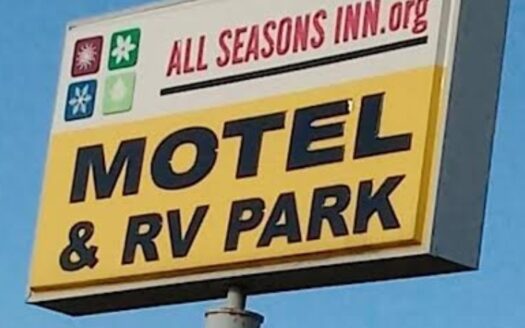 ALL SEASONS INN.org
MOTEL
& RV PARK